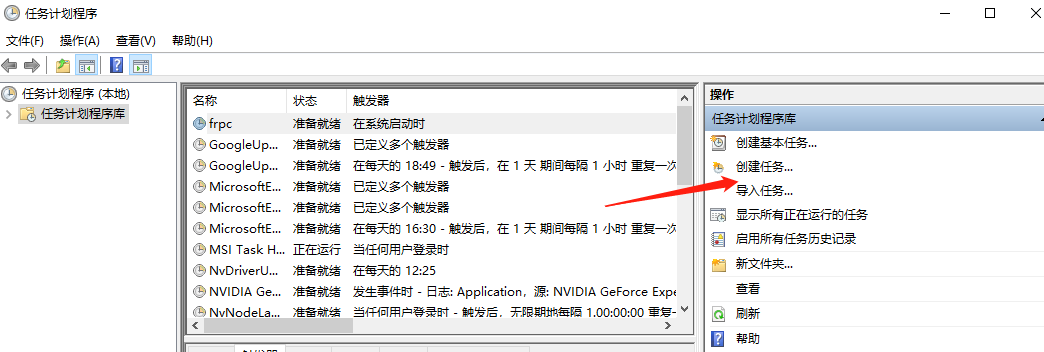 任务计划程序
文件(F) 操作(A) 查看(V) 帮助(H)
任务计划程序 (本地)
任务计划程序库
名称 状态 触发器
frpc 准备就绪 在系统启动时
GoogleUp... 准备就绪 已定义多个触发器
GoogleUp... 准备就绪 在每天的 18:49 - 触发后，在 1 天 期间每隔 1 小时 重复一次
MicrosoftE... 准备就绪 已定义多个触发器
MicrosoftE... 准备就绪 已定义多个触发器
MicrosoftE... 准备就绪 在每天的 16:30 - 触发后，在 1 天 期间每隔 1 小时 重复一次
MSI Task H... 正在运行 当任何用户登录时
NvDriverU... 准备就绪 在每天的 12:25
NVIDIA Ge... 准备就绪 发生事件时 - 日志: Application，源: NVIDIA GeForce Expe
NvNodeLa... 准备就绪 当任何用户登录时 - 触发后，无限期地每隔 1.00:00:00 重复一
操作
任务计划程序库
创建基本任务...
创建任务...
导入任务...
显示所有正在运行的任务
启用所有任务历史记录
新文件夹...
查看
刷新
帮助